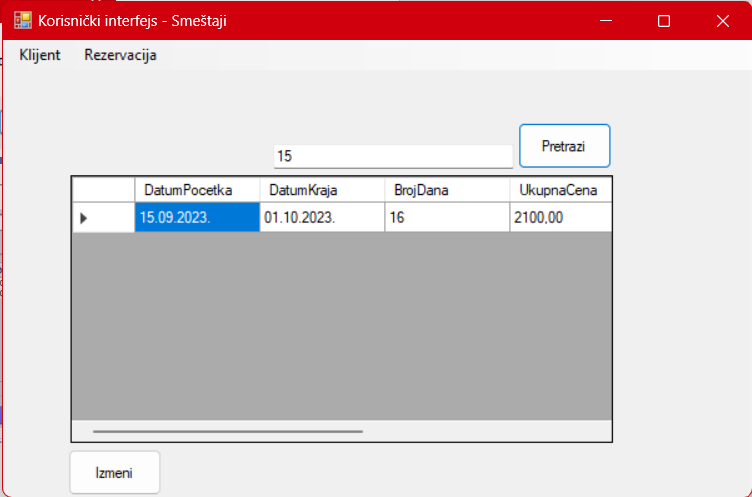 Korisnički interfejs - Smeštaji
Klijent Rezervacija
15 Pretrazi
DatumPocetka DatumKraja BrojDana UkupnaCena
15.09.2023. 01.10.2023. 16 2100,00
Izmeni